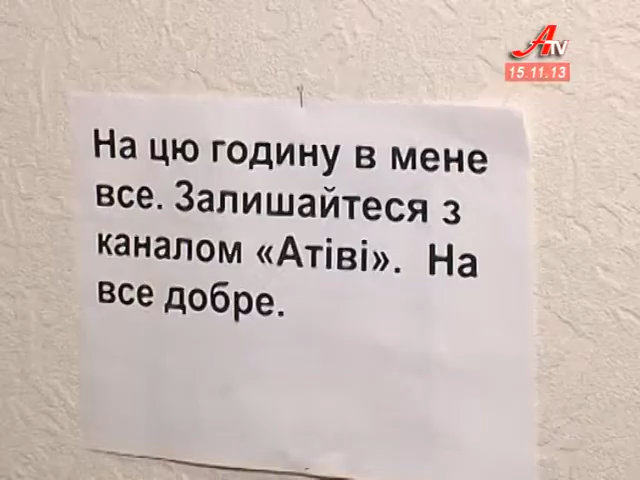 ATV
15.11.13
На цю годину в мене
все. Залишайтеся з
каналом «Атіві». На
все добре.